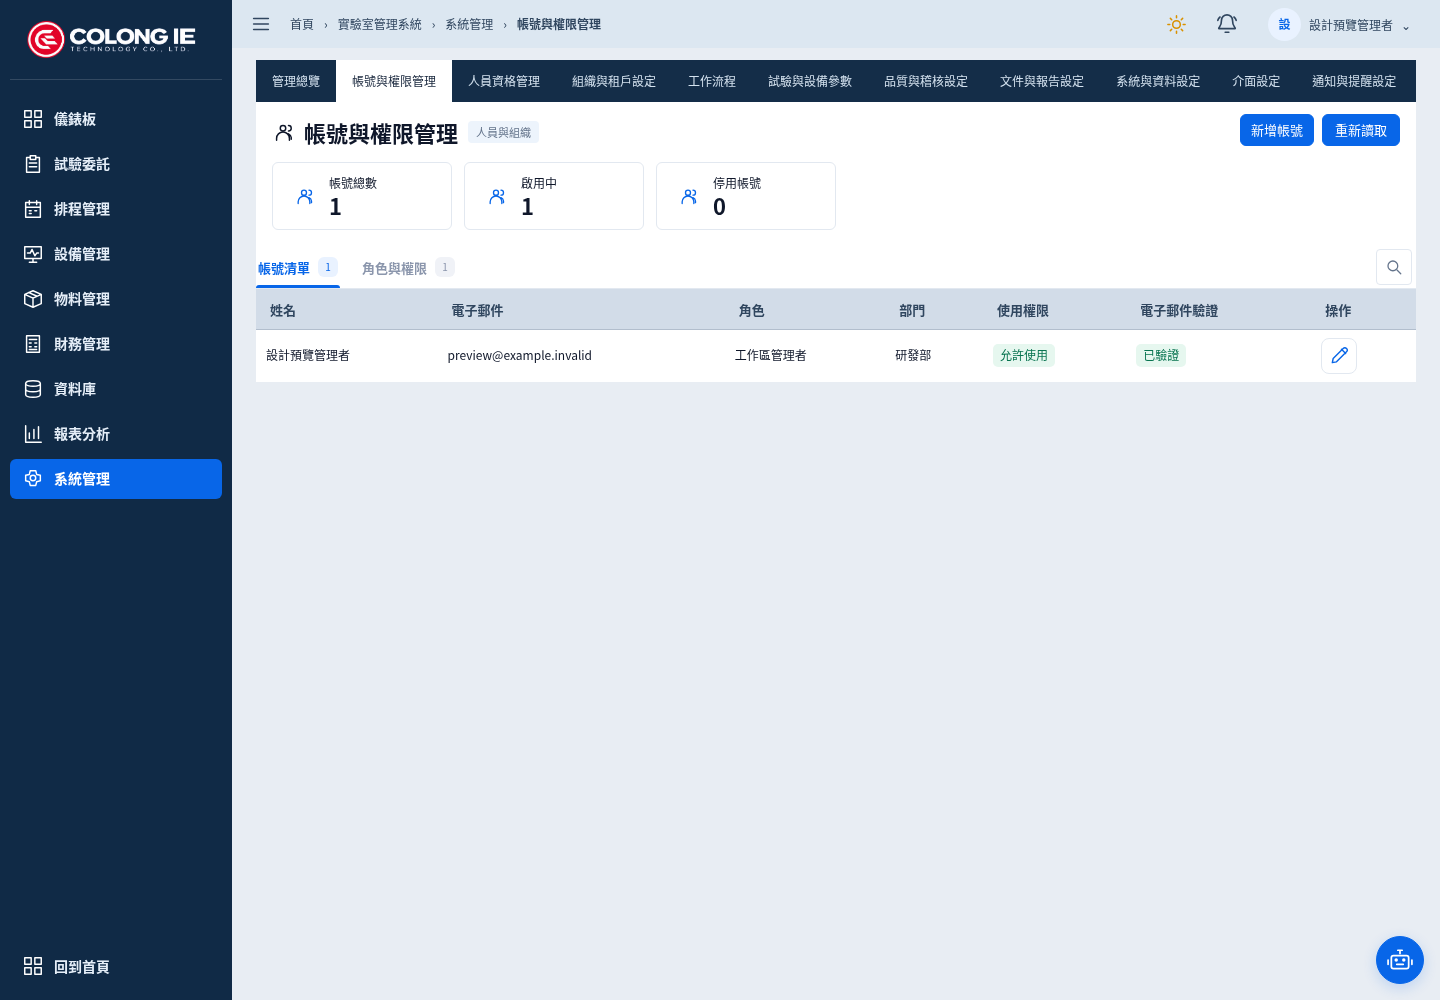 COLONG IE
TECHNOLOGY CO., LTD.
儀錶板
試驗委託
排程管理
設備管理
物料管理
財務管理
資料庫
報表分析
系統管理
回到首頁
首頁 › 實驗室管理系統 › 系統管理 › 帳號與權限管理
設 設計預覽管理者
管理總覽 帳號與權限管理 人員資格管理 組織與租戶設定 工作流程 試驗與設備參數 品質與稽核設定 文件與報告設定 系統與資料設定 介面設定 通知與提醒設定
帳號與權限管理 人員與組織 新增帳號 重新讀取
帳號總數 啟用中 停用帳號
1 1 0
帳號清單 1 角色與權限 1
姓名 電子郵件 角色 部門 使用權限 電子郵件驗證 操作
設計預覽管理者 preview@example.invalid 工作區管理者 研發部 允許使用 已驗證